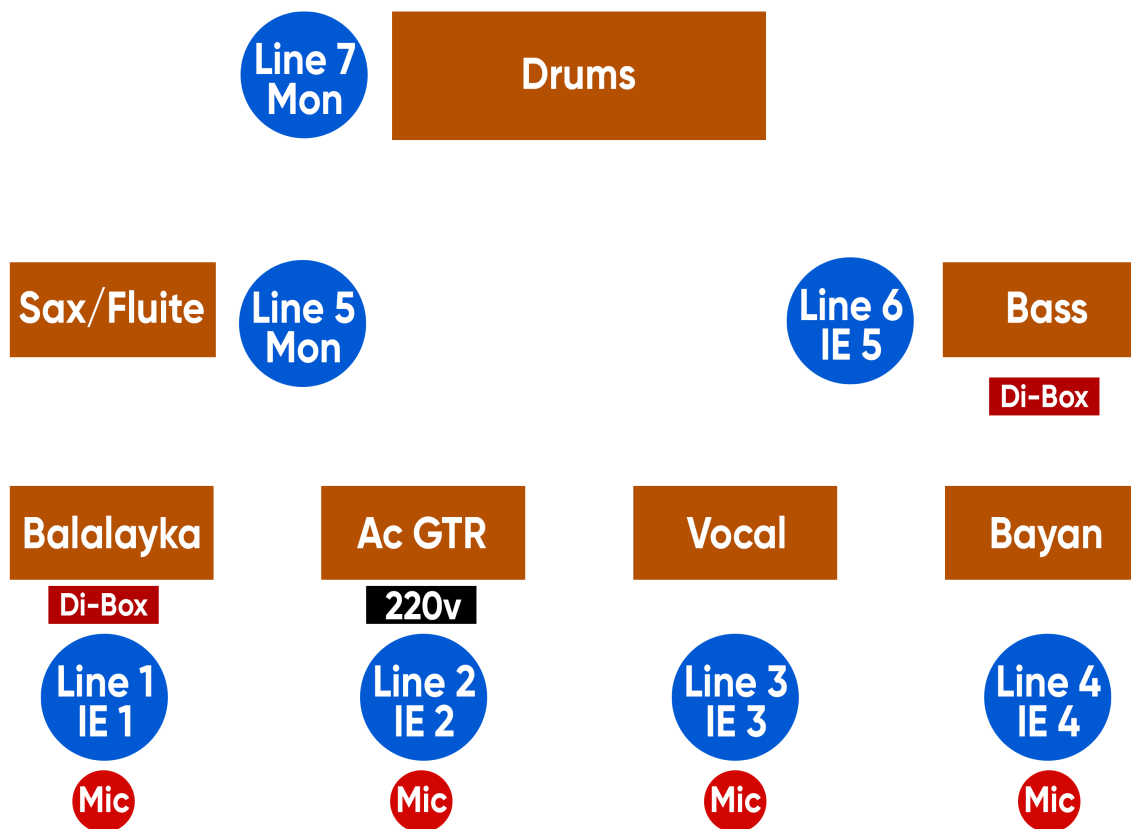 Line 7
Mon
Drums
Sax/Fluite
Line 5
Mon
Line 6
IE 5
Bass
Di-Box
Balalayka
Ac GTR
Vocal
Bayan
Di-Box
220v
Line 1
IE 1
Line 2
IE 2
Line 3
IE 3
Line 4
IE 4
Mic
Mic
Mic
Mic